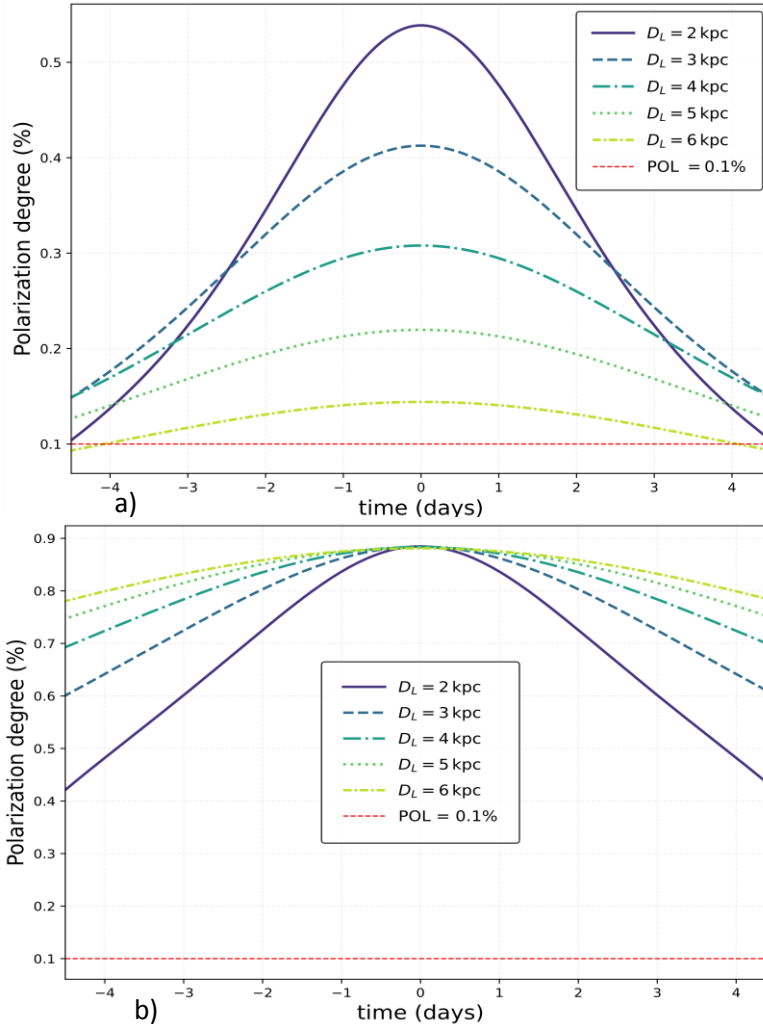 Polarization degree (%)
0.5
0.4
0.3
0.2
0.1
D_L = 2 kpc
D_L = 3 kpc
D_L = 4 kpc
D_L = 5 kpc
D_L = 6 kpc
POL = 0.1%
−4 −3 −2 −1 0 1 2 3 4
time (days)
a)
Polarization degree (%)
0.9
0.8
0.7
0.6
0.5
0.4
0.3
0.2
0.1
D_L = 2 kpc
D_L = 3 kpc
D_L = 4 kpc
D_L = 5 kpc
D_L = 6 kpc
POL = 0.1%
−4 −3 −2 −1 0 1 2 3 4
time (days)
b)